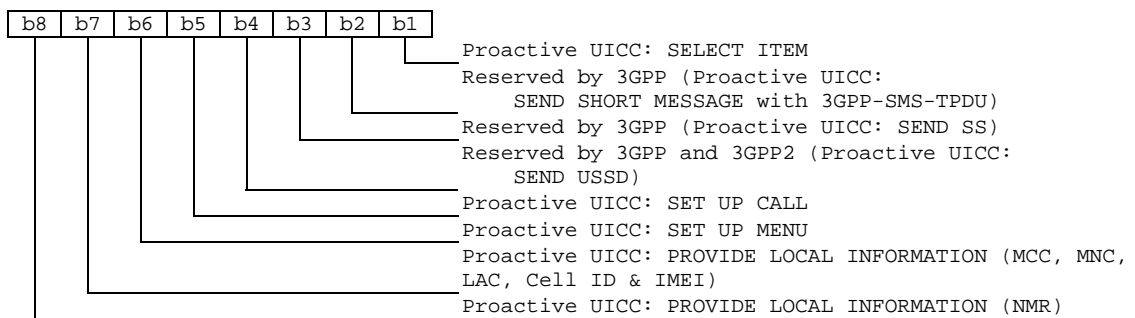 b8 b7 b6 b5 b4 b3 b2 b1
Proactive UICC: SELECT ITEM
Reserved by 3GPP (Proactive UICC:
SEND SHORT MESSAGE with 3GPP-SMS-TPDU)
Reserved by 3GPP (Proactive UICC: SEND SS)
Reserved by 3GPP and 3GPP2 (Proactive UICC:
SEND USSD)
Proactive UICC: SET UP CALL
Proactive UICC: SET UP MENU
Proactive UICC: PROVIDE LOCAL INFORMATION (MCC, MNC,
LAC, Cell ID & IMEI)
Proactive UICC: PROVIDE LOCAL INFORMATION (NMR)